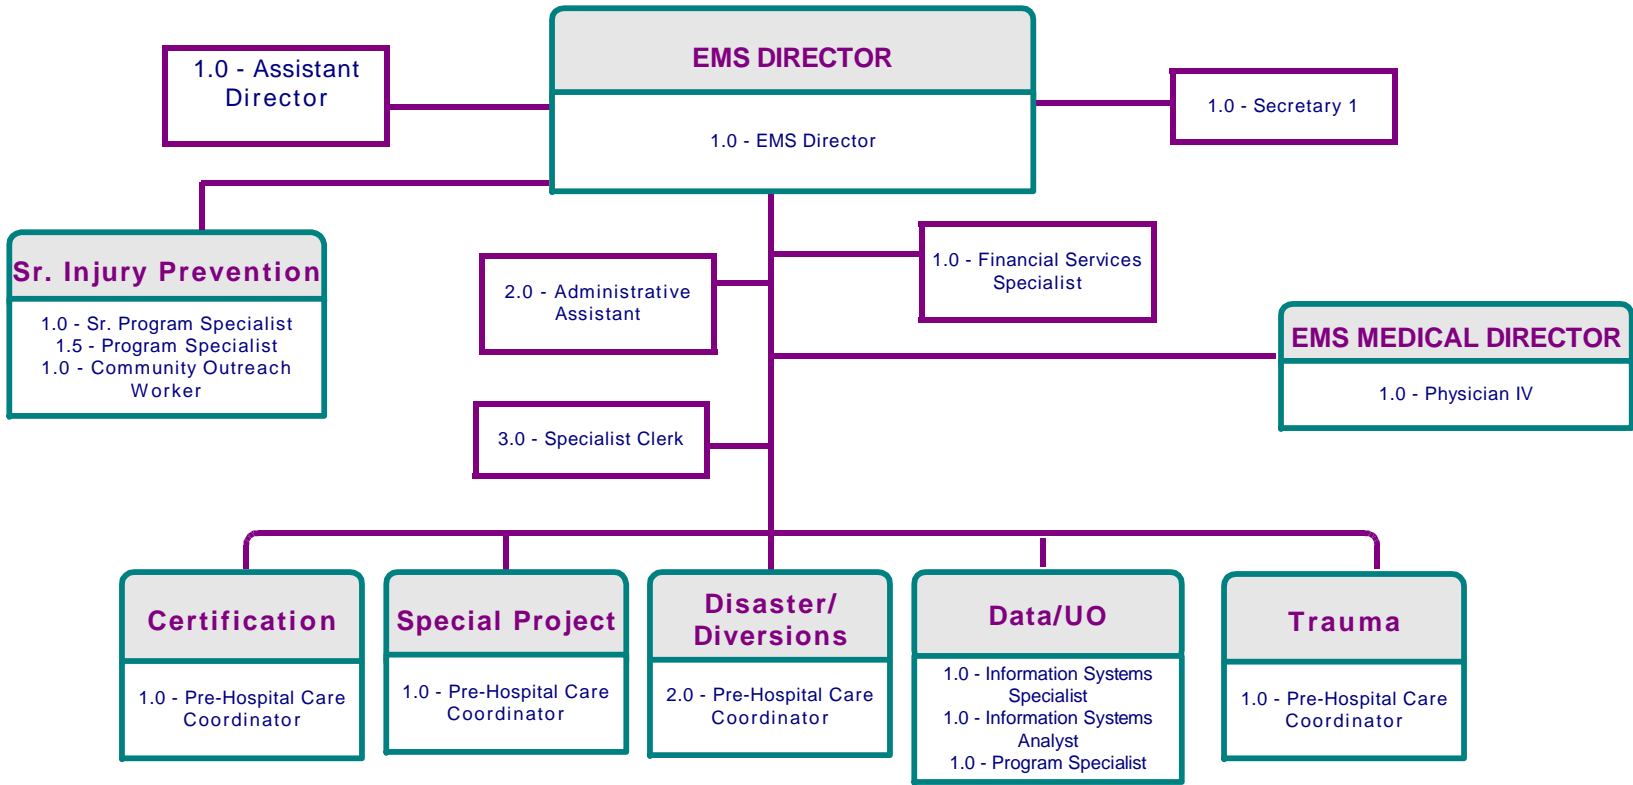 EMS DIRECTOR
1.0 - EMS Director
1.0 - Assistant
Director
1.0 - Secretary 1
Sr. Injury Prevention
1.0 - Sr. Program Specialist
1.5 - Program Specialist
1.0 - Community Outreach
Worker
1.0 - Financial Services
Specialist
2.0 - Administrative
Assistant
EMS MEDICAL DIRECTOR
1.0 - Physician IV
3.0 - Specialist Clerk
Certification
1.0 - Pre-Hospital Care
Coordinator
Special Project
1.0 - Pre-Hospital Care
Coordinator
Disaster/
Diversions
2.0 - Pre-Hospital Care
Coordinator
Data/UO
1.0 - Information Systems
Specialist
1.0 - Information Systems
Analyst
1.0 - Program Specialist
Trauma
1.0 - Pre-Hospital Care
Coordinator